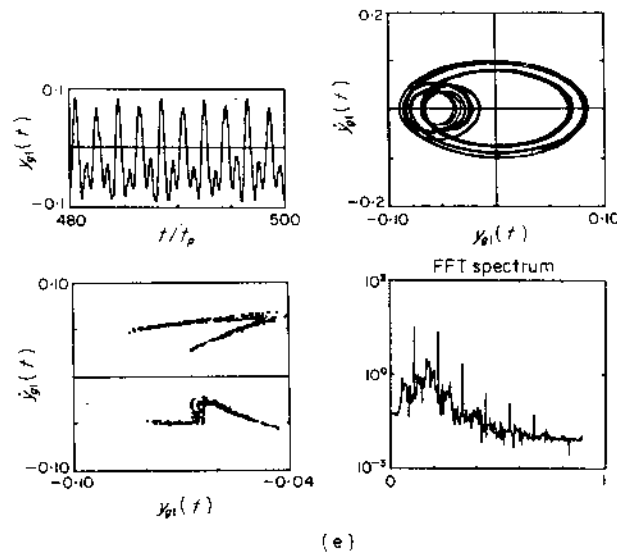 0·1
y_g1(t)
-0·1
480
500
t/t_p
0·2
ẏ_g1(t)
-0·2
-0·10
0·10
y_g1(t)
0·10
ẏ_g1(t)
-0·10
-0·10
-0·04
y_g1(t)
FFT spectrum
10⁰
10⁻³
0
1
(e)